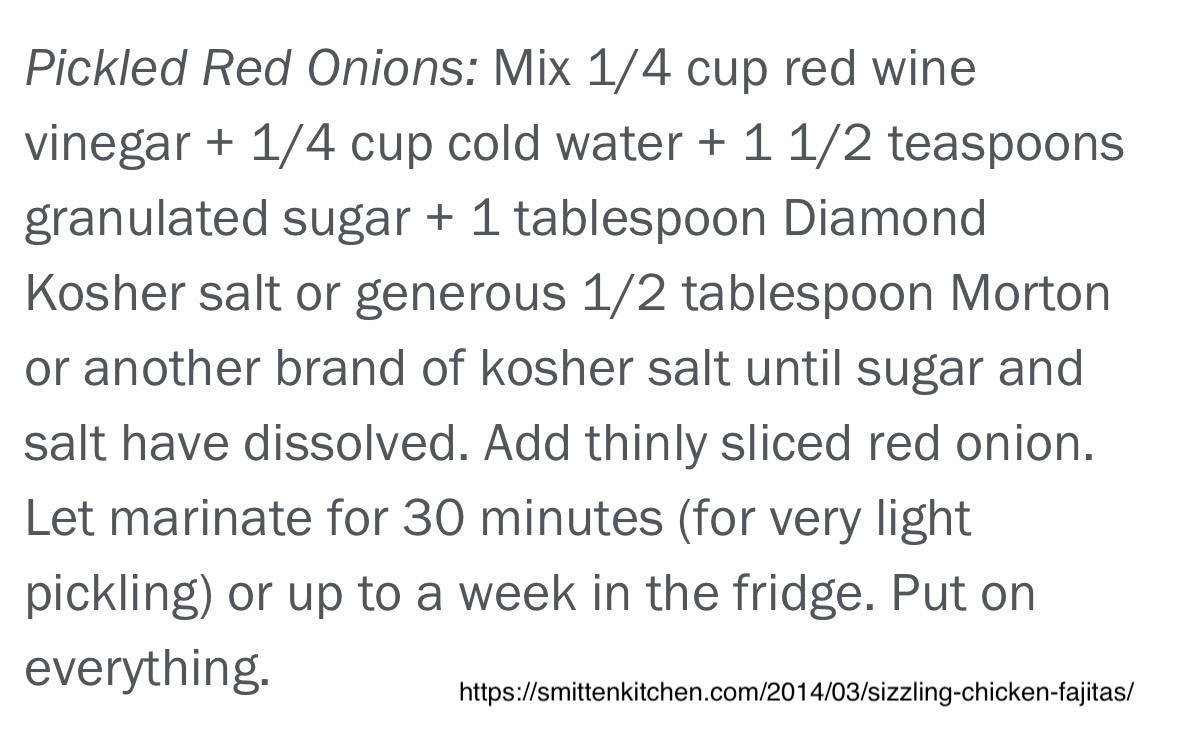 Pickled Red Onions: Mix 1/4 cup red wine
vinegar + 1/4 cup cold water + 1 1/2 teaspoons
granulated sugar + 1 tablespoon Diamond
Kosher salt or generous 1/2 tablespoon Morton
or another brand of kosher salt until sugar and
salt have dissolved. Add thinly sliced red onion.
Let marinate for 30 minutes (for very light
pickling) or up to a week in the fridge. Put on
everything.
https://smittenkitchen.com/2014/03/sizzling-chicken-fajitas/